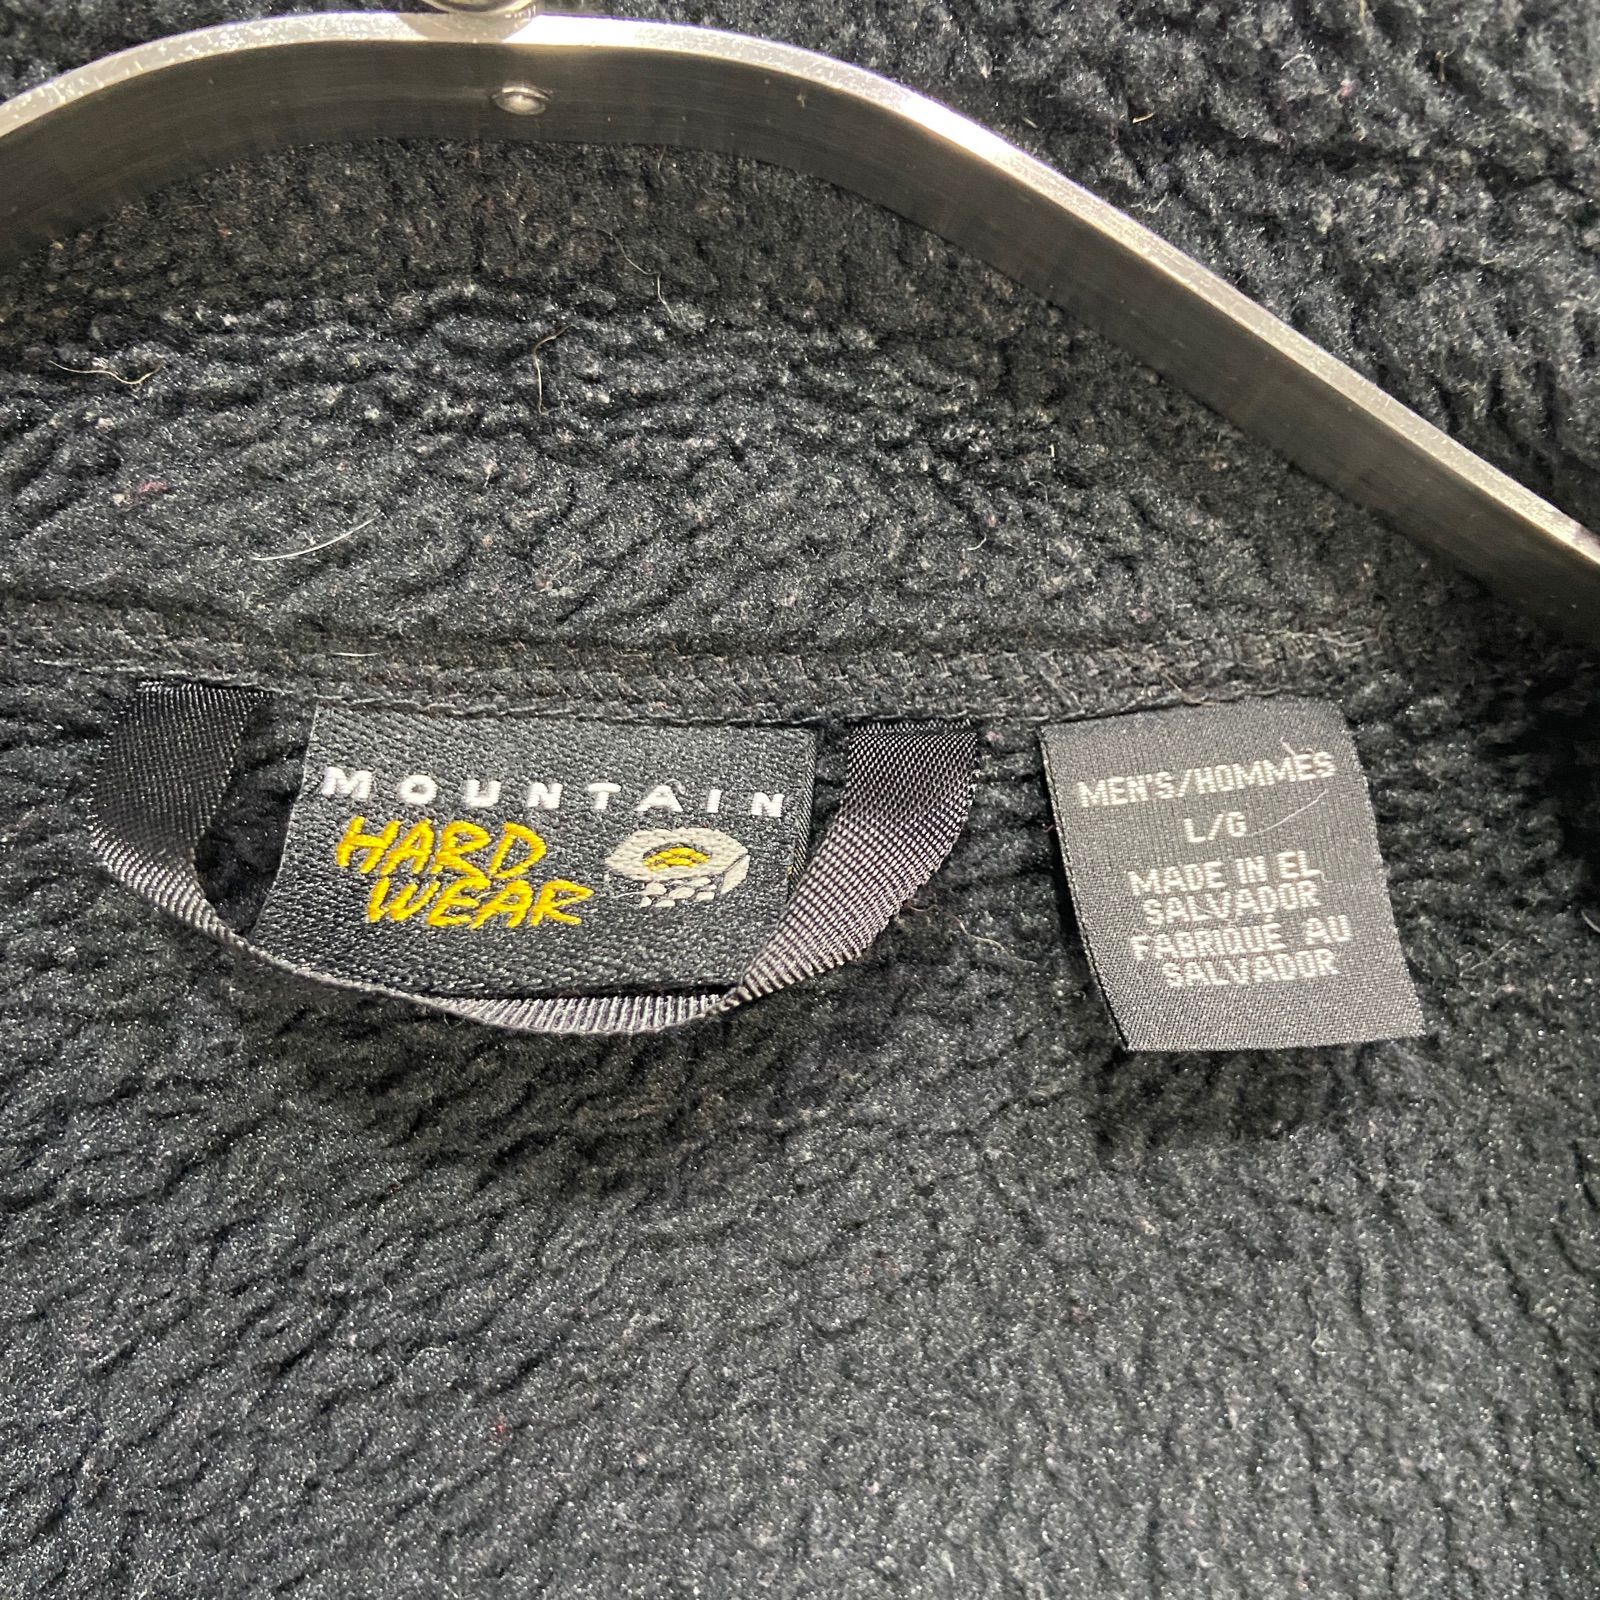 MOUNTAIN
HARD
WEAR
MEN'S/HOMMES
L/G
MADE IN EL
SALVADOR
FABRIQUÉ AU
SALVADOR